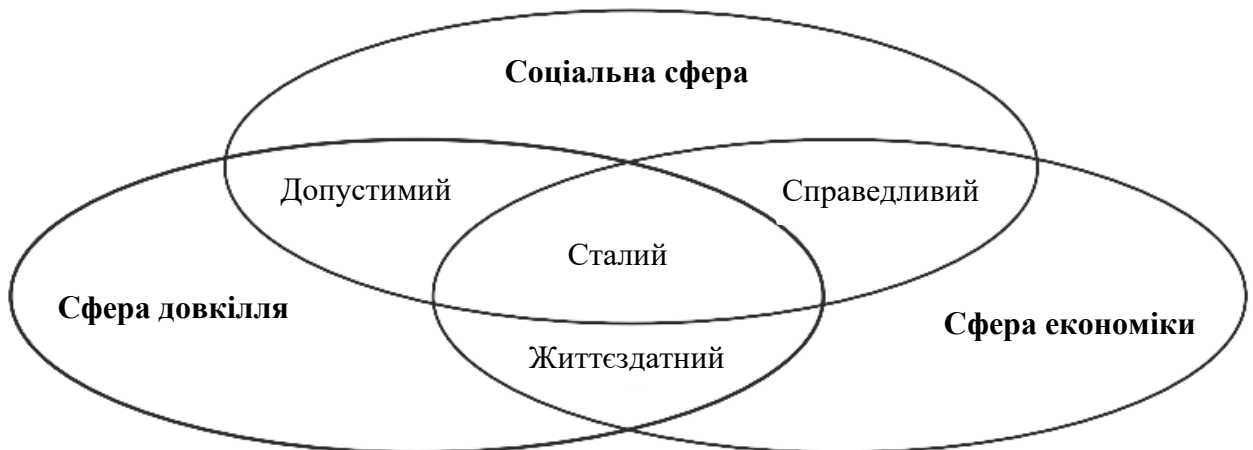 Соціальна сфера
Допустимий
Справедливий
Сталий
Сфера довкілля
Сфера економіки
Життєздатний